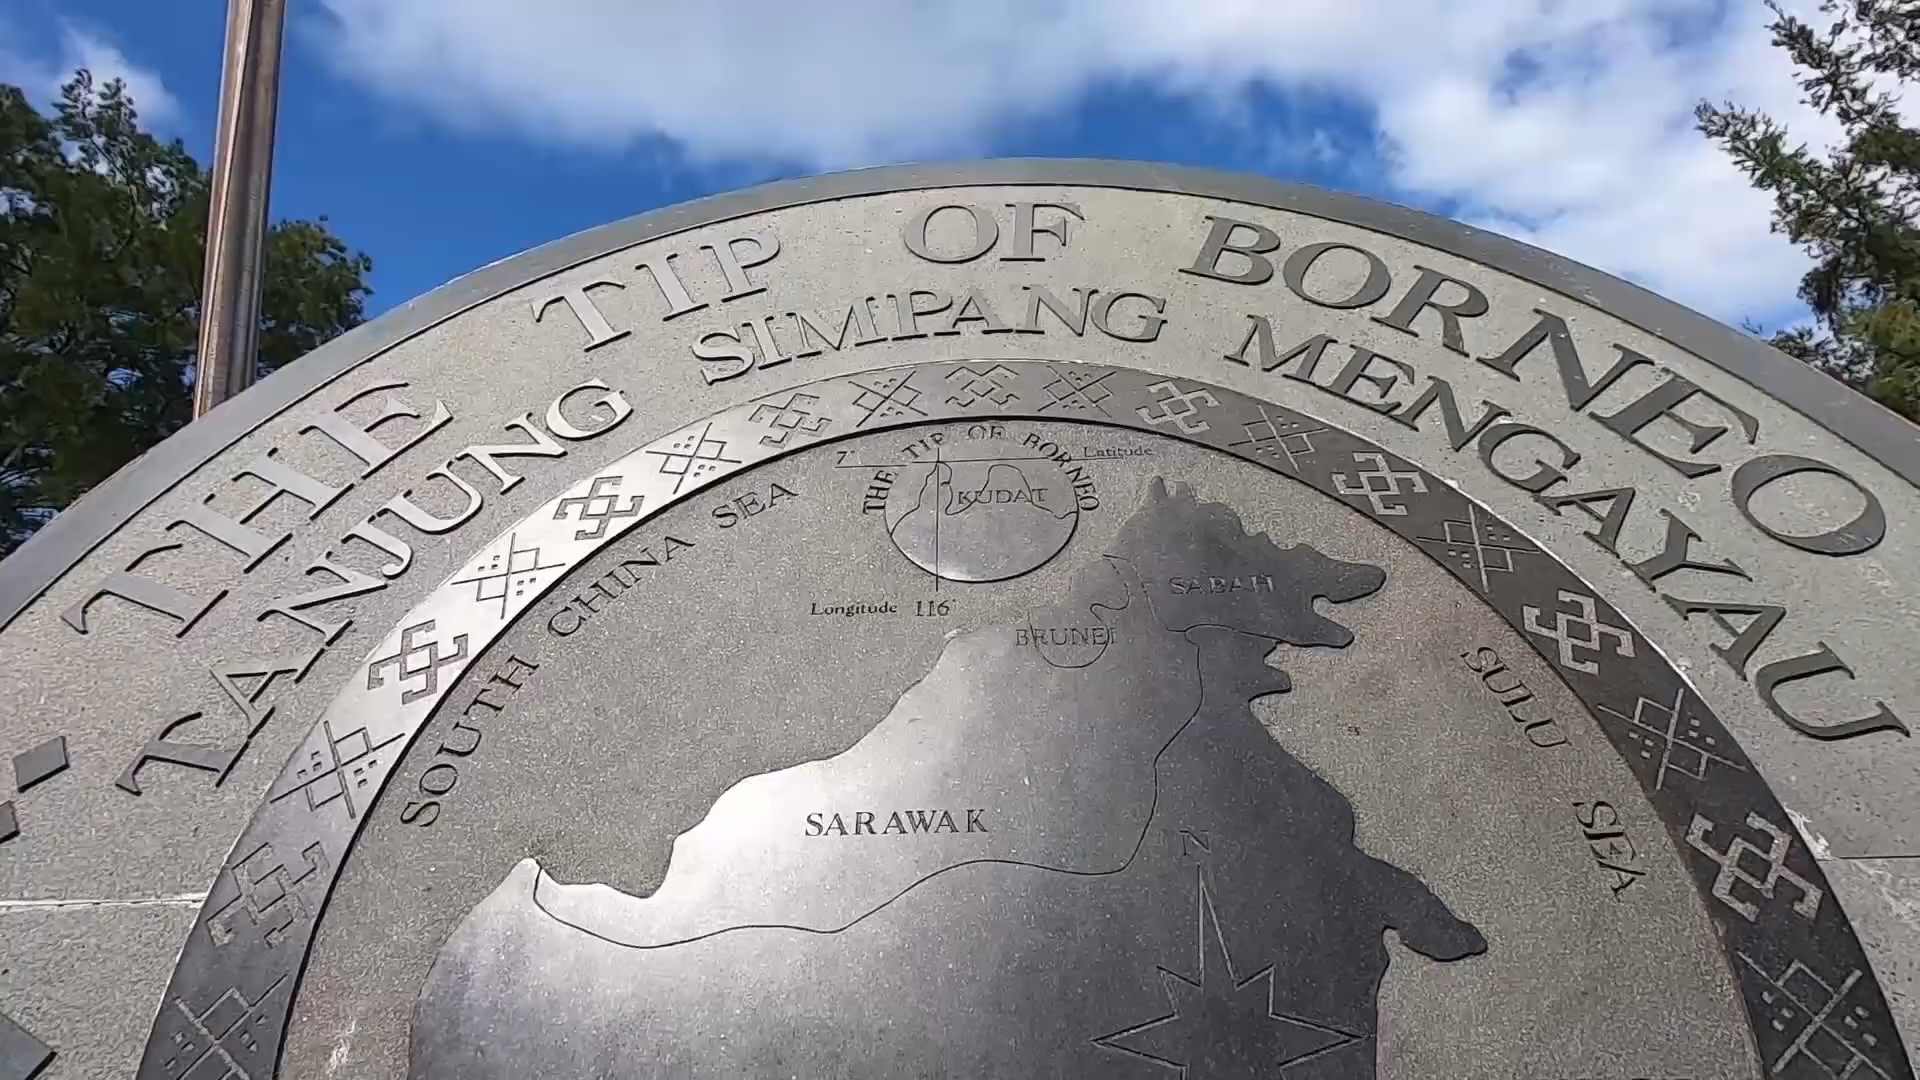 THE TIP OF BORNEO
TANJUNG SIMPANG MENGAYAU
THE TIP OF BORNEO
7° Latitude
KUDAT
Longitude 116°
SOUTH CHINA SEA
SABAH
BRUNEI
SULU SEA
SARAWAK
N